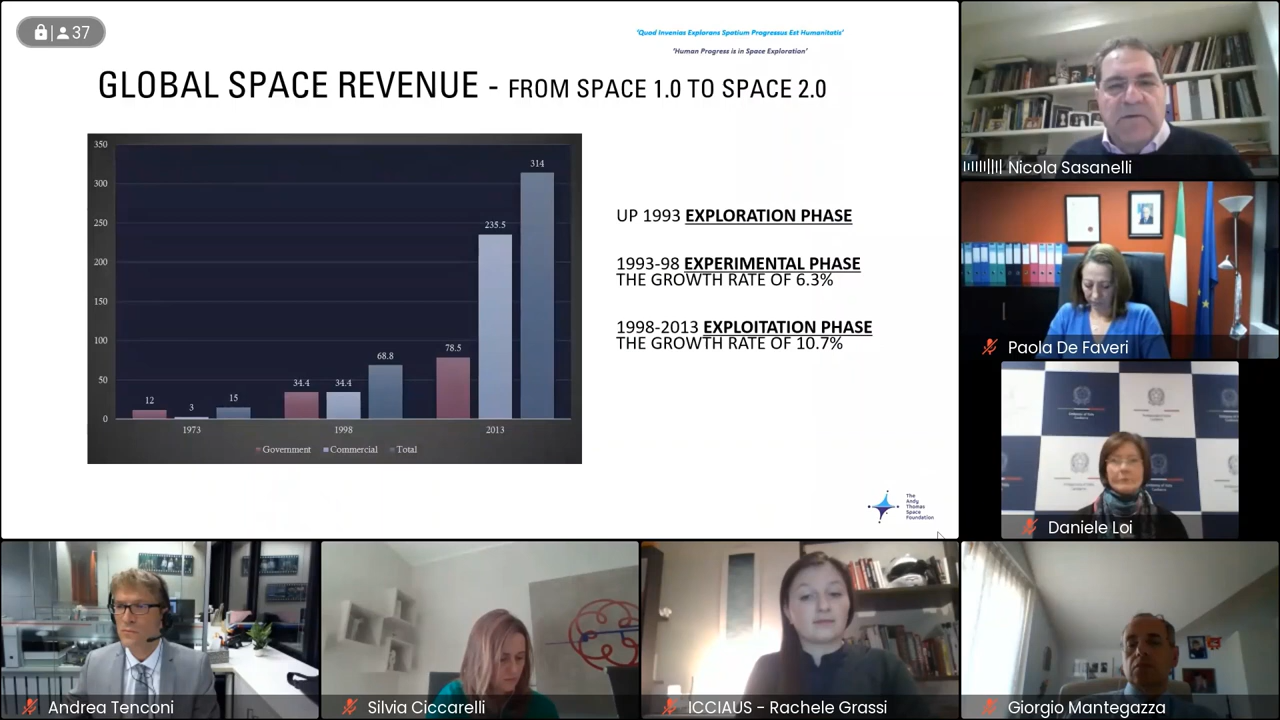 37
"Quod Invenias Explorans Spatium Progressus Est Humanitatis"
"Human Progress is in Space Exploration"
GLOBAL SPACE REVENUE - FROM SPACE 1.0 TO SPACE 2.0
350
300
250
200
150
100
50
0
12
3
15
34.4
34.4
68.8
78.5
235.5
314
1973
1998
2013
Government
Commercial
Total
UP 1993 EXPLORATION PHASE
1993-98 EXPERIMENTAL PHASE
THE GROWTH RATE OF 6.3%
1998-2013 EXPLOITATION PHASE
THE GROWTH RATE OF 10.7%
The
Andy
Thomas
Space
Foundation
Nicola Sasanelli
Paola De Faveri
Daniele Loi
Andrea Tenconi
Silvia Ciccarelli
ICCIAUS - Rachele Grassi
Giorgio Mantegazza